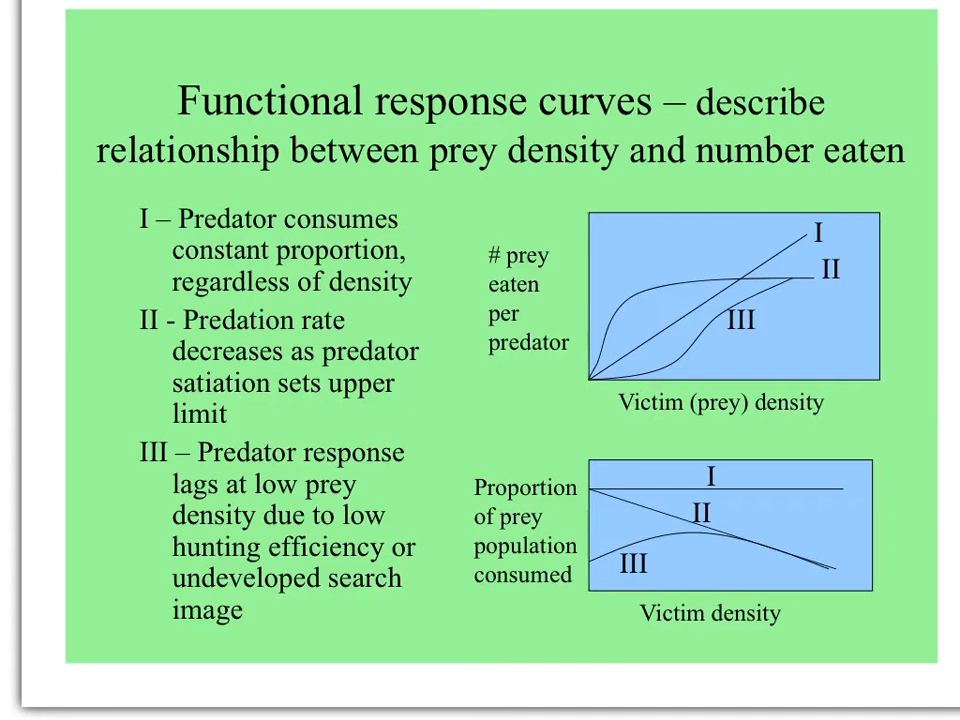 Functional response curves – describe
relationship between prey density and number eaten
I – Predator consumes
constant proportion,
regardless of density
II - Predation rate
decreases as predator
satiation sets upper
limit
III – Predator response
lags at low prey
density due to low
hunting efficiency or
undeveloped search
image
# prey
eaten
per
predator
I
II
III
Victim (prey) density
Proportion
of prey
population
consumed
I
II
III
Victim density